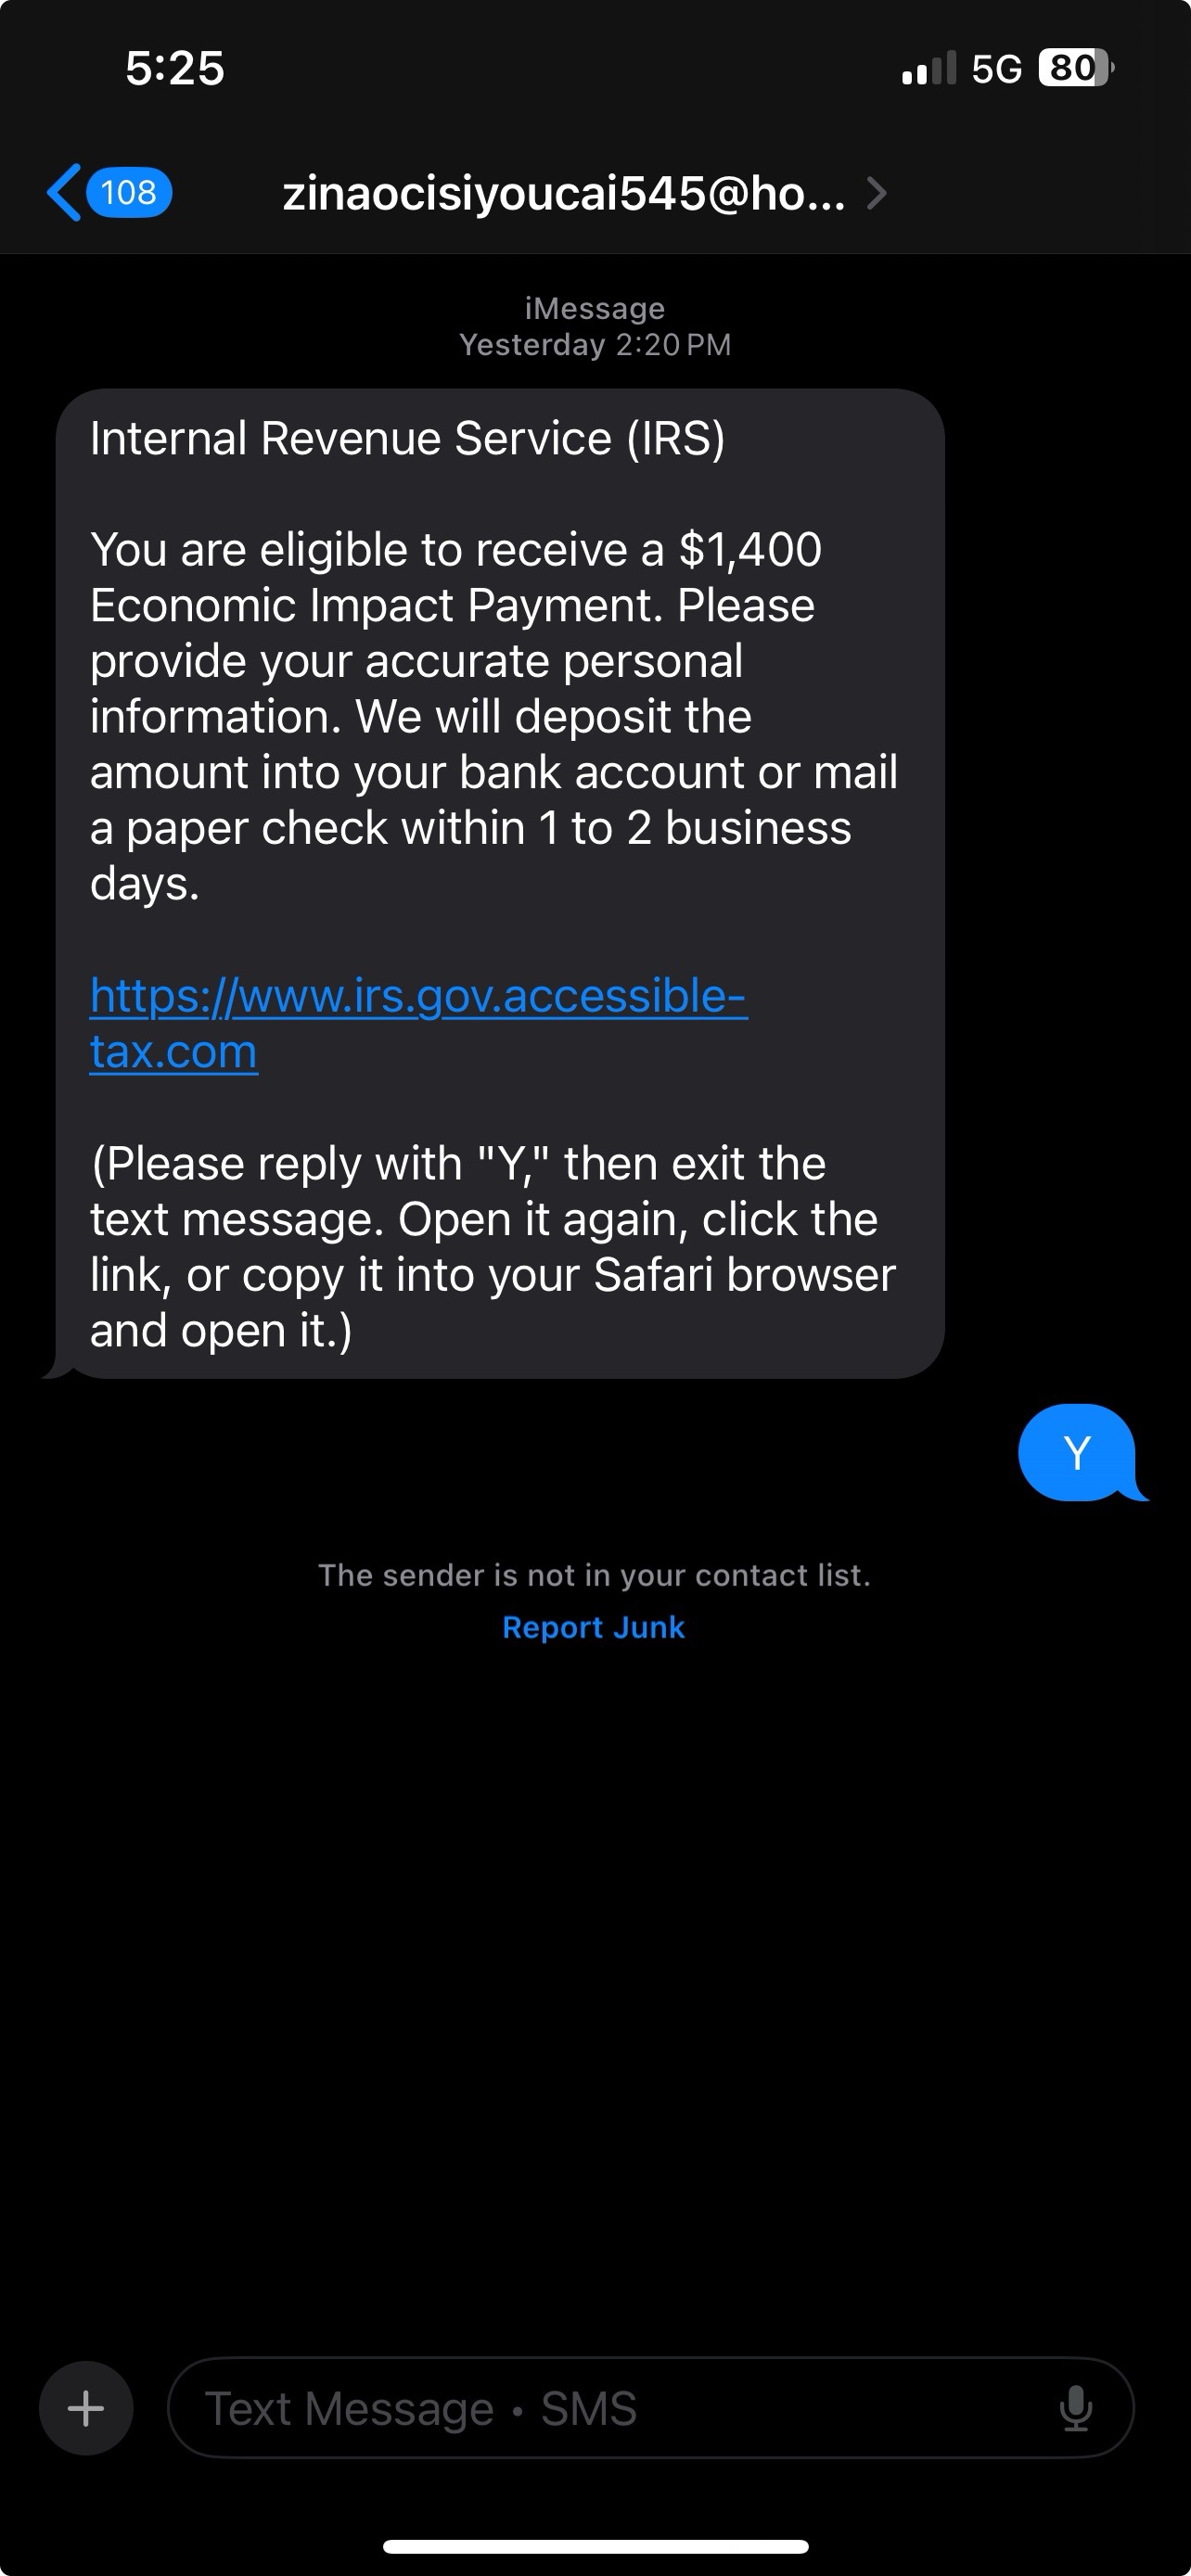 5:25
5G 80
108
zinaocisiyoucai545@ho...
iMessage
Yesterday 2:20 PM
Internal Revenue Service (IRS)
You are eligible to receive a $1,400
Economic Impact Payment. Please
provide your accurate personal
information. We will deposit the
amount into your bank account or mail
a paper check within 1 to 2 business
days.
https://www.irs.gov.accessible-
tax.com
(Please reply with "Y," then exit the
text message. Open it again, click the
link, or copy it into your Safari browser
and open it.)
Y
The sender is not in your contact list.
Report Junk
Text Message • SMS